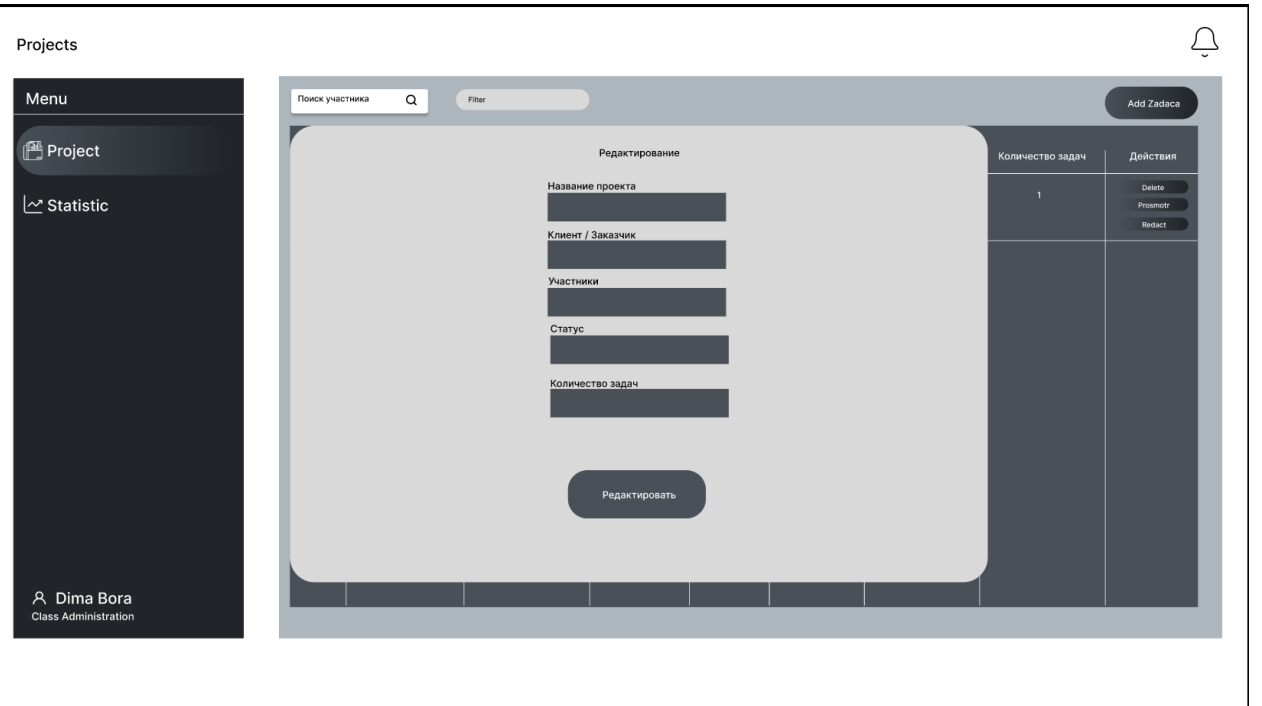 Projects
Menu
Project
Statistic
Dima Bora
Class Administration
Поиск участника
Filter
Add Zadaca
Редактирование
Название проекта
Клиент / Заказчик
Участники
Статус
Количество задач
Редактировать
Количество задач
Действия
1
Delete
Prosmotr
Redact